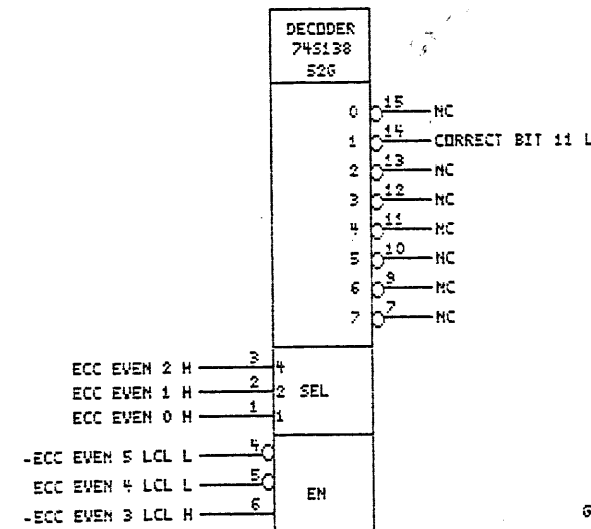 DECODER
74S138
52G
0 15 NC
1 14 CORRECT BIT 11 L
2 13 NC
3 12 NC
4 11 NC
5 10 NC
6 9 NC
7 7 NC
ECC EVEN 2 H 3 4
ECC EVEN 1 H 2 2 SEL
ECC EVEN 0 H 1 1
-ECC EVEN 5 LCL L 4
ECC EVEN 4 LCL L 5 EN
-ECC EVEN 3 LCL H 6
G